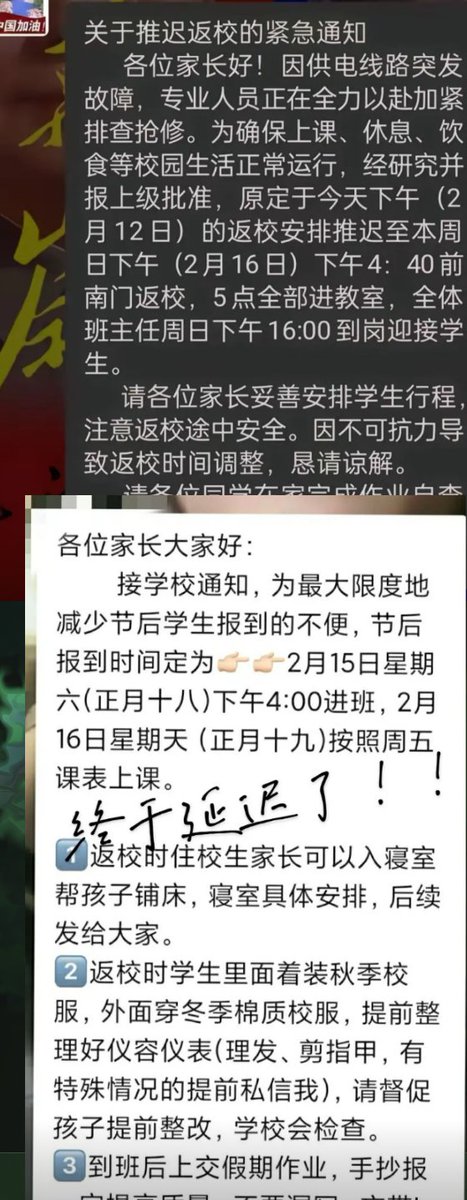 中国加油!
关于推迟返校的紧急通知
各位家长好！因供电线路突发
故障，专业人员正在全力以赴加紧
排查抢修。为确保上课、休息、饮
食等校园生活正常运行，经研究并
报上级批准，原定于今天下午（2
月12日）的返校安排推迟至本周
日下午（2月16日）下午4：40前
南门返校，5点全部进教室，全体
班主任周日下午16:00到岗迎接学
生。
请各位家长妥善安排学生行程，
注意返校途中安全。因不可抗力导
致返校时间调整，恳请谅解。
请各位同学在家完成作业自查
各位家长大家好：
接学校通知，为最大限度地
减少节后学生报到的不便，节后
报到时间定为👉🏻👉🏻2月15日星期
六(正月十八)下午4:00进班，2月
16日星期天 (正月十九)按照周五
课表上课。
终于延迟了！！
1️⃣返校时住校生家长可以入寝室
帮孩子铺床，寝室具体安排，后续
发给大家。
2️⃣返校时学生里面着装秋季校
服，外面穿冬季棉质校服，提前整
理好仪容仪表(理发、剪指甲，有
特殊情况的提前私信我)，请督促
孩子提前整改，学校会检查。
3️⃣到班后上交假期作业，手抄报